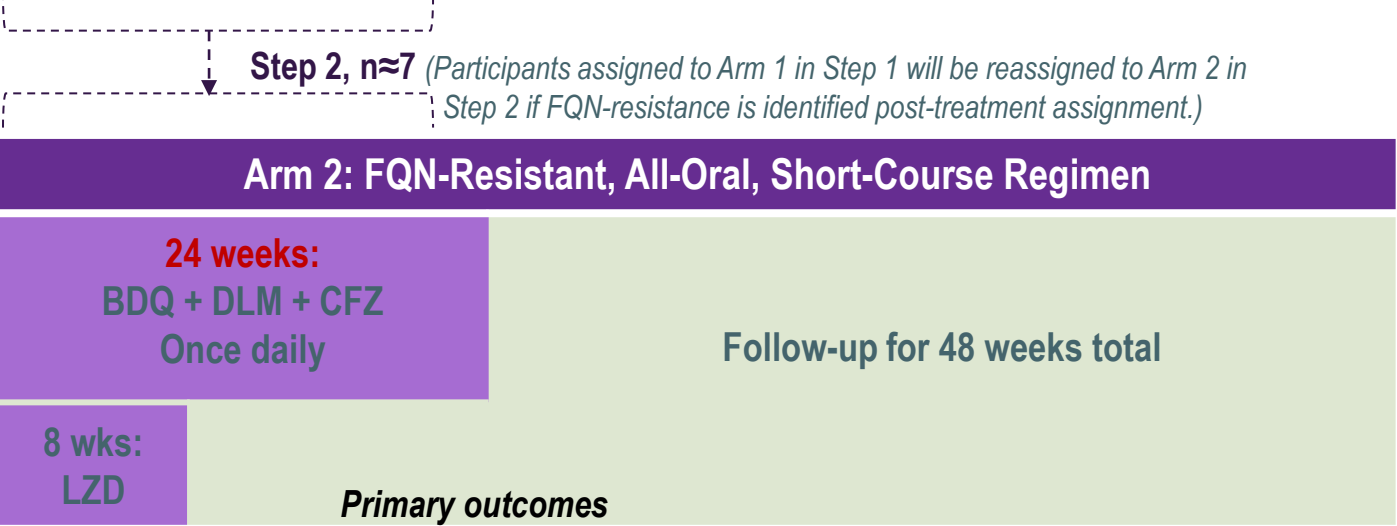 Step 2, n≈7 (Participants assigned to Arm 1 in Step 1 will be reassigned to Arm 2 in
Step 2 if FQN-resistance is identified post-treatment assignment.)
Arm 2: FQN-Resistant, All-Oral, Short-Course Regimen
24 weeks:
BDQ + DLM + CFZ
Once daily
Follow-up for 48 weeks total
8 wks:
LZD
Primary outcomes